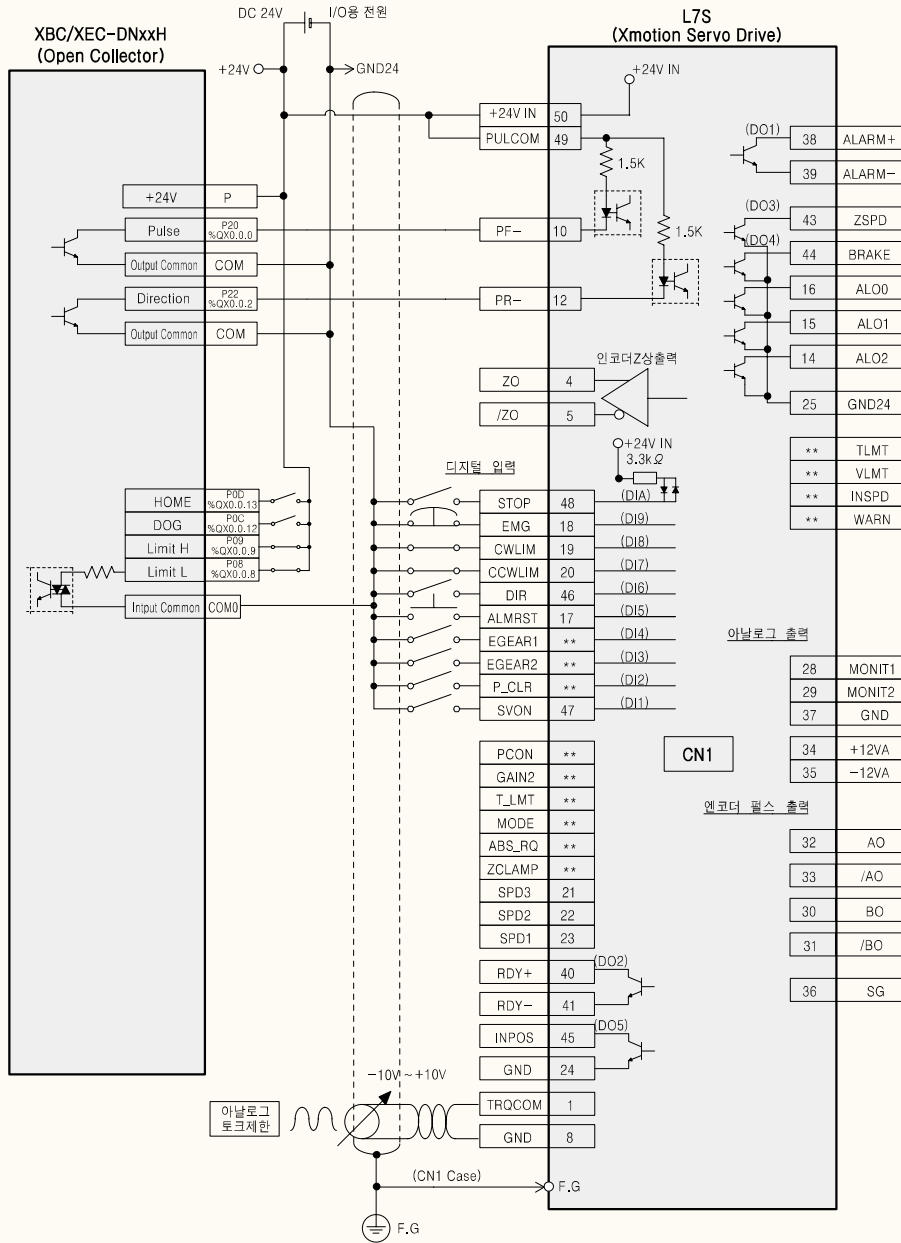 DC 24V
I/O용 전원
XBC/XEC-DNxxH
(Open Collector)
+24V
GND24
L7S
(Xmotion Servo Drive)
+24V IN
+24V IN 50
PULCOM 49
1.5K
1.5K
(DO1)
38 ALARM+
39 ALARM-
+24V P
Pulse P20 %QX0.0.0
Output Common COM
Direction P22 %QX0.0.2
Output Common COM
PF- 10
PR- 12
(DO3)
43 ZSPD
(DO4)
44 BRAKE
16 ALO0
15 ALO1
14 ALO2
25 GND24
인코더Z상출력
ZO 4
/ZO 5
+24V IN
3.3kΩ
** TLMT
** VLMT
** INSPD
** WARN
디지털 입력
HOME P0D %QX0.0.13
DOG P0C %QX0.0.12
Limit H P09 %QX0.0.9
Limit L P08 %QX0.0.8
Intput Common COM0
STOP 48 (DIA)
EMG 18 (DI9)
CWLIM 19 (DI8)
CCWLIM 20 (DI7)
DIR 46 (DI6)
ALMRST 17 (DI5)
EGEAR1 ** (DI4)
EGEAR2 ** (DI3)
P_CLR ** (DI2)
SVON 47 (DI1)
아날로그 출력
28 MONIT1
29 MONIT2
37 GND
34 +12VA
35 -12VA
CN1
PCON **
GAIN2 **
T_LMT **
MODE **
ABS_RQ **
ZCLAMP **
SPD3 21
SPD2 22
SPD1 23
엔코더 펄스 출력
32 AO
33 /AO
30 BO
31 /BO
36 SG
RDY+ 40 (DO2)
RDY- 41
INPOS 45 (DO5)
GND 24
-10V ~ +10V
아날로그
토크제한
TRQCOM 1
GND 8
(CN1 Case)
F.G
F.G